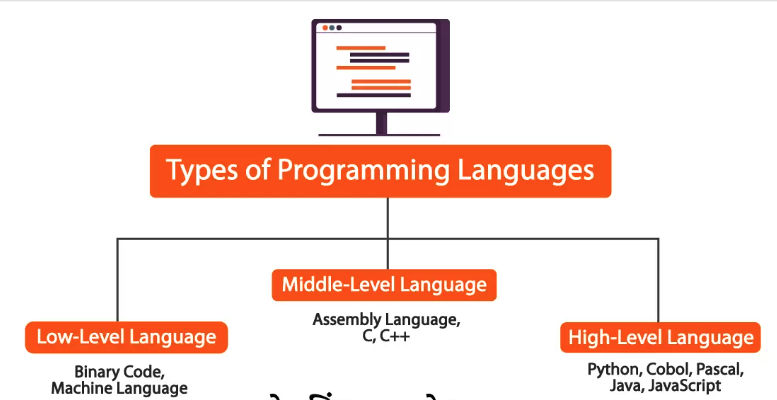 Types of Programming Languages
Middle-Level Language
Assembly Language,
C, C++
Low-Level Language
Binary Code,
Machine Language
High-Level Language
Python, Cobol, Pascal,
Java, JavaScript